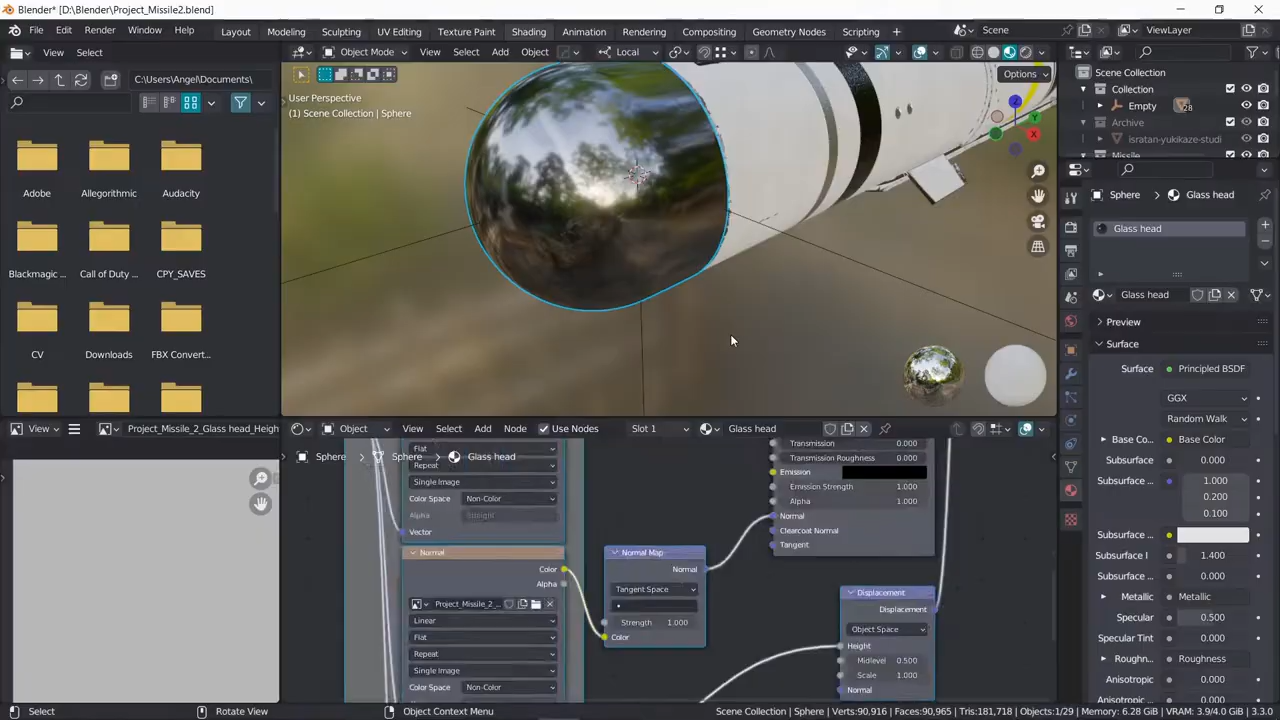 Blender* [D:\Blender\Project_Missile2.blend]
File Edit Render Window Help
Layout Modeling Sculpting UV Editing Texture Paint Shading Animation Rendering Compositing Geometry Nodes Scripting +
Scene ViewLayer
View Select
Object Mode View Select Add Object Local
Options
C:\Users\Angel\Documents\
Adobe Allegorithmic Audacity
Blackmagic ... Call of Duty ... CPY_SAVES
CV Downloads FBX Convert...
User Perspective
(1) Scene Collection | Sphere
Z
Y
X
Scene Collection
Collection
Empty 28
Archive
isratan-yukikaze-studi
Missile
Sphere > Glass head
Glass head
Glass head
Preview
Surface
Surface Principled BSDF
GGX
Random Walk
Base Co... Base Color
Subsurface 0.000
Subsurface ... 1.000
0.200
0.100
Subsurface ...
Subsurface I 1.400
Subsurface ... 0.000
Metallic Metallic
Specular 0.500
Specular Tint 0.000
Roughn... Roughness
Anisotropic 0.000
Anisotropic ... 0.000
View Project_Missile_2_Glass head_Heigh
Object View Select Add Node Use Nodes Slot 1 Glass head
Sphere > Sphere > Glass head
Flat
Repeat
Single Image
Color Space Non-Color
Alpha Straight
Vector
Normal
Color
Alpha
Project_Missile_2_...
Linear
Flat
Repeat
Single Image
Color Space Non-Color
Normal Map
Normal
Tangent Space
Strength 1.000
Color
Transmission 0.000
Transmission Roughness 0.000
Emission
Emission Strength 1.000
Alpha 1.000
Normal
Clearcoat Normal
Tangent
Displacement
Displacement
Object Space
Height
Midlevel 0.500
Scale 1.000
Normal
Select Rotate View Object Context Menu
Scene Collection | Sphere Verts:90,916 | Faces:90,965 | Tris:181,718 | Objects:1/29 | Memory: 6.28 GiB | VRAM: 3.9/4.0 GiB | 3.3.0